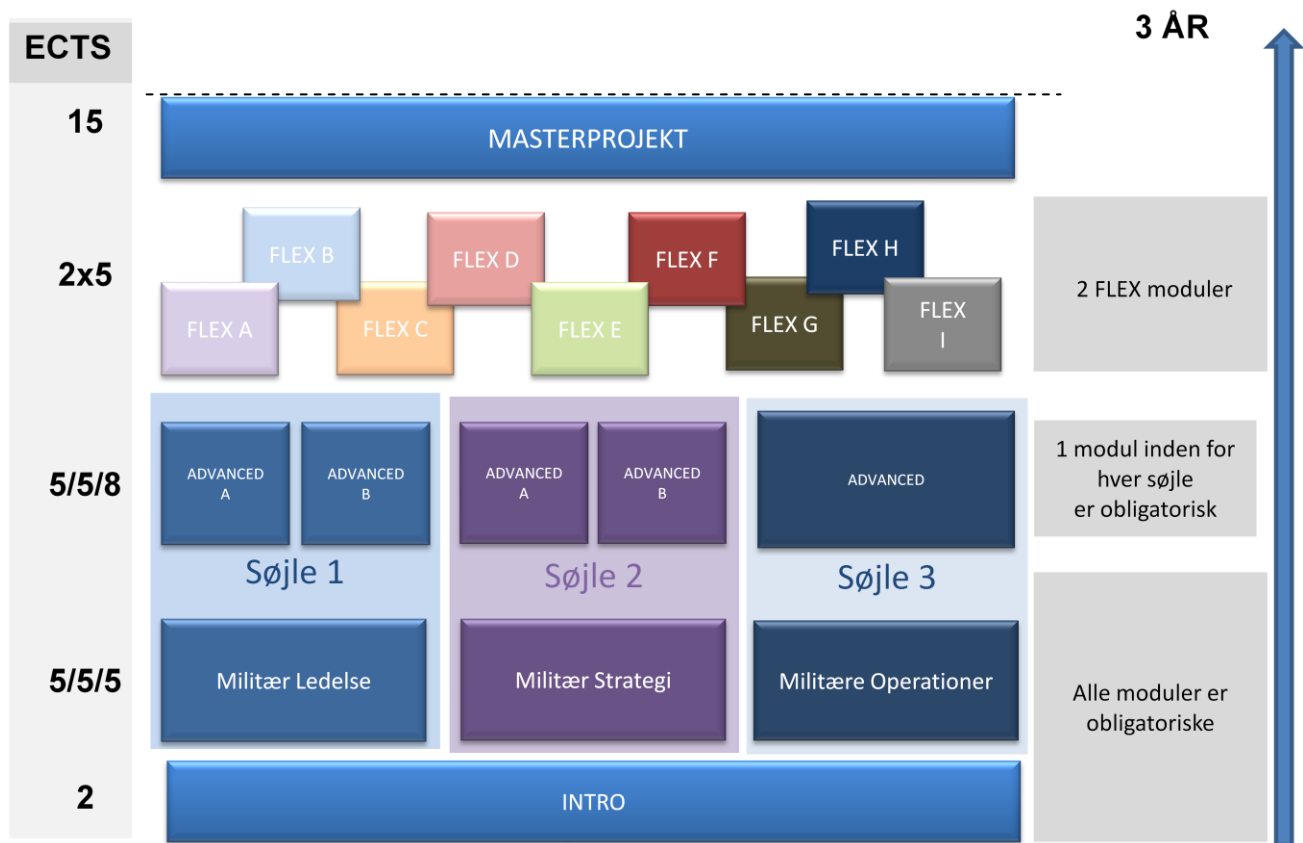 3 ÅR
ECTS
15
MASTERPROJEKT
2x5
FLEX A
FLEX B
FLEX C
FLEX D
FLEX E
FLEX F
FLEX G
FLEX H
FLEX
I
2 FLEX moduler
5/5/8
ADVANCED
A
ADVANCED
B
ADVANCED
A
ADVANCED
B
ADVANCED
1 modul inden for
hver søjle
er obligatorisk
Søjle 1
Søjle 2
Søjle 3
5/5/5
Militær Ledelse
Militær Strategi
Militære Operationer
Alle moduler er
obligatoriske
2
INTRO